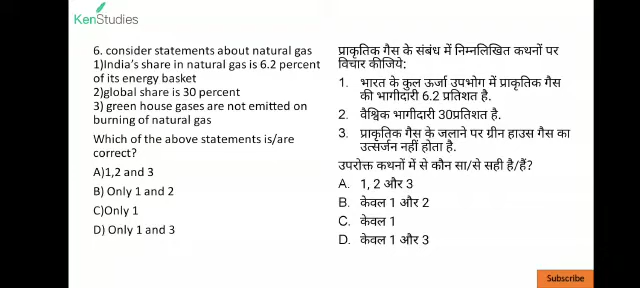 KenStudies
6. consider statements about natural gas
1)India's share in natural gas is 6.2 percent
of its energy basket
2)global share is 30 percent
3) green house gases are not emitted on
burning of natural gas
Which of the above statements is/are
correct?
A)1,2 and 3
B) Only 1 and 2
C)Only 1
D) Only 1 and 3
प्राकृतिक गैस के संबंध में निम्नलिखित कथनों पर
विचार कीजिये:
1. भारत के कुल ऊर्जा उपभोग में प्राकृतिक गैस
की भागीदारी 6.2 प्रतिशत है.
2. वैश्विक भागीदारी 30प्रतिशत है.
3. प्राकृतिक गैस के जलाने पर ग्रीन हाउस गैस का
उत्सर्जन नहीं होता है.
उपरोक्त कथनों में से कौन सा/से सही है/हैं?
A. 1, 2 और 3
B. केवल 1 और 2
C. केवल 1
D. केवल 1 और 3
Subscribe